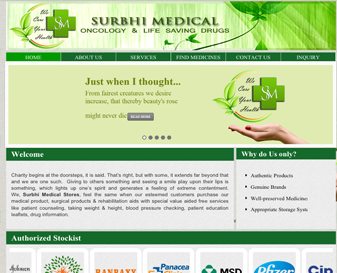 We Care Your Health
SM
SURBHI MEDICAL
ONCOLOGY & LIFE SAVING DRUGS
HOME ABOUT US SERVICES FIND MEDICINES CONTACT US INQUIRY
Just when I thought...
From fairest creatures we desire
increase, that thereby beauty's rose
might never die READ MORE
We Care Your Health
SM
Welcome
Charity begins at the doorsteps, it is said. That's right, but with some, it extends far beyond that
and we are one such. Giving to others something and seeing a smile play upon their lips is
something, which lights up one's spirit and generates a feeling of extreme contentment.
We, Surbhi Medical Stores, feel the same when our esteemed customers purchase our
medical product, surgical products & rehabilitation aids with special value aided free services
like patient counseling, taking weight & height, blood pressure checking, patient education
leaflets, drug information.
Why do Us only?
Authentic Products
Genuine Brands
Well-preserved Medicine:
Appropriate Storage Sym
Authorized Stockist
Johnson
RANBAXY
Panacea
MSD
Pfizer
Cip